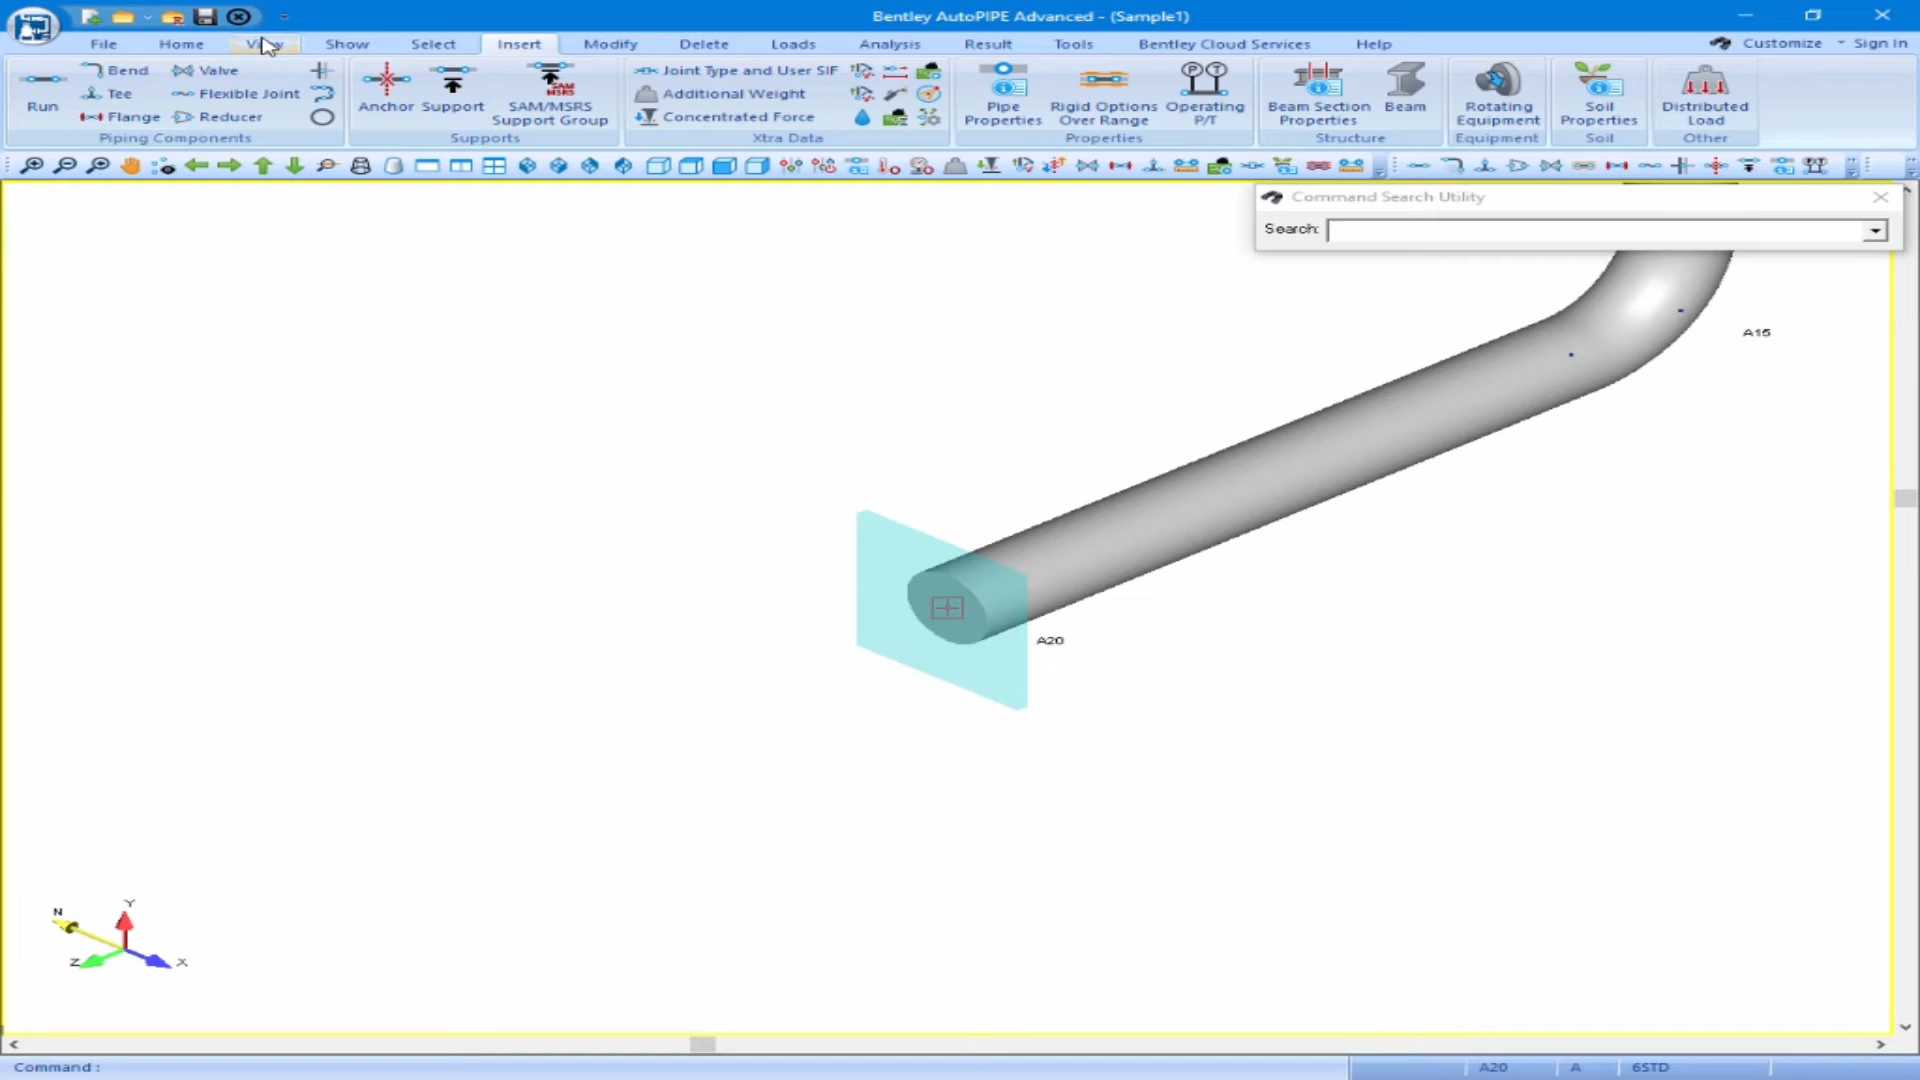 Bentley AutoPIPE Advanced - (Sample1)
File Home View Show Select Insert Modify Delete Loads Analysis Result Tools Bentley Cloud Services Help Customize Sign In
Run Bend Tee Flange Valve Flexible Joint Reducer
Piping Components
Anchor Support SAM/MSRS Support Group
Supports
Joint Type and User SIF
Additional Weight
Concentrated Force
Xtra Data
Pipe Properties
Rigid Options Over Range
Operating P/T
Properties
Beam Section Properties
Beam
Structure
Rotating Equipment
Equipment
Soil Properties
Soil
Distributed Load
Other
Command Search Utility
Search:
A15
A20
N
Y
Z
X
Command :
A20 A 6STD